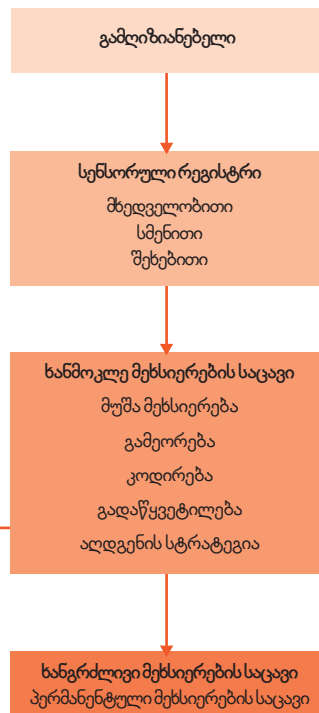 გამღიზიანებელი
სენსორული რეგისტრი
მხედველობითი
სმენითი
შეხებითი
ხანმოკლე მეხსიერების საცავი
მუშა მეხსიერება
გამეორება
კოდირება
გადაწყვეტილება
აღდგენის სტრატეგია
ხანგრძლივი მეხსიერების საცავი
პერმანენტული მეხსიერების საცავი